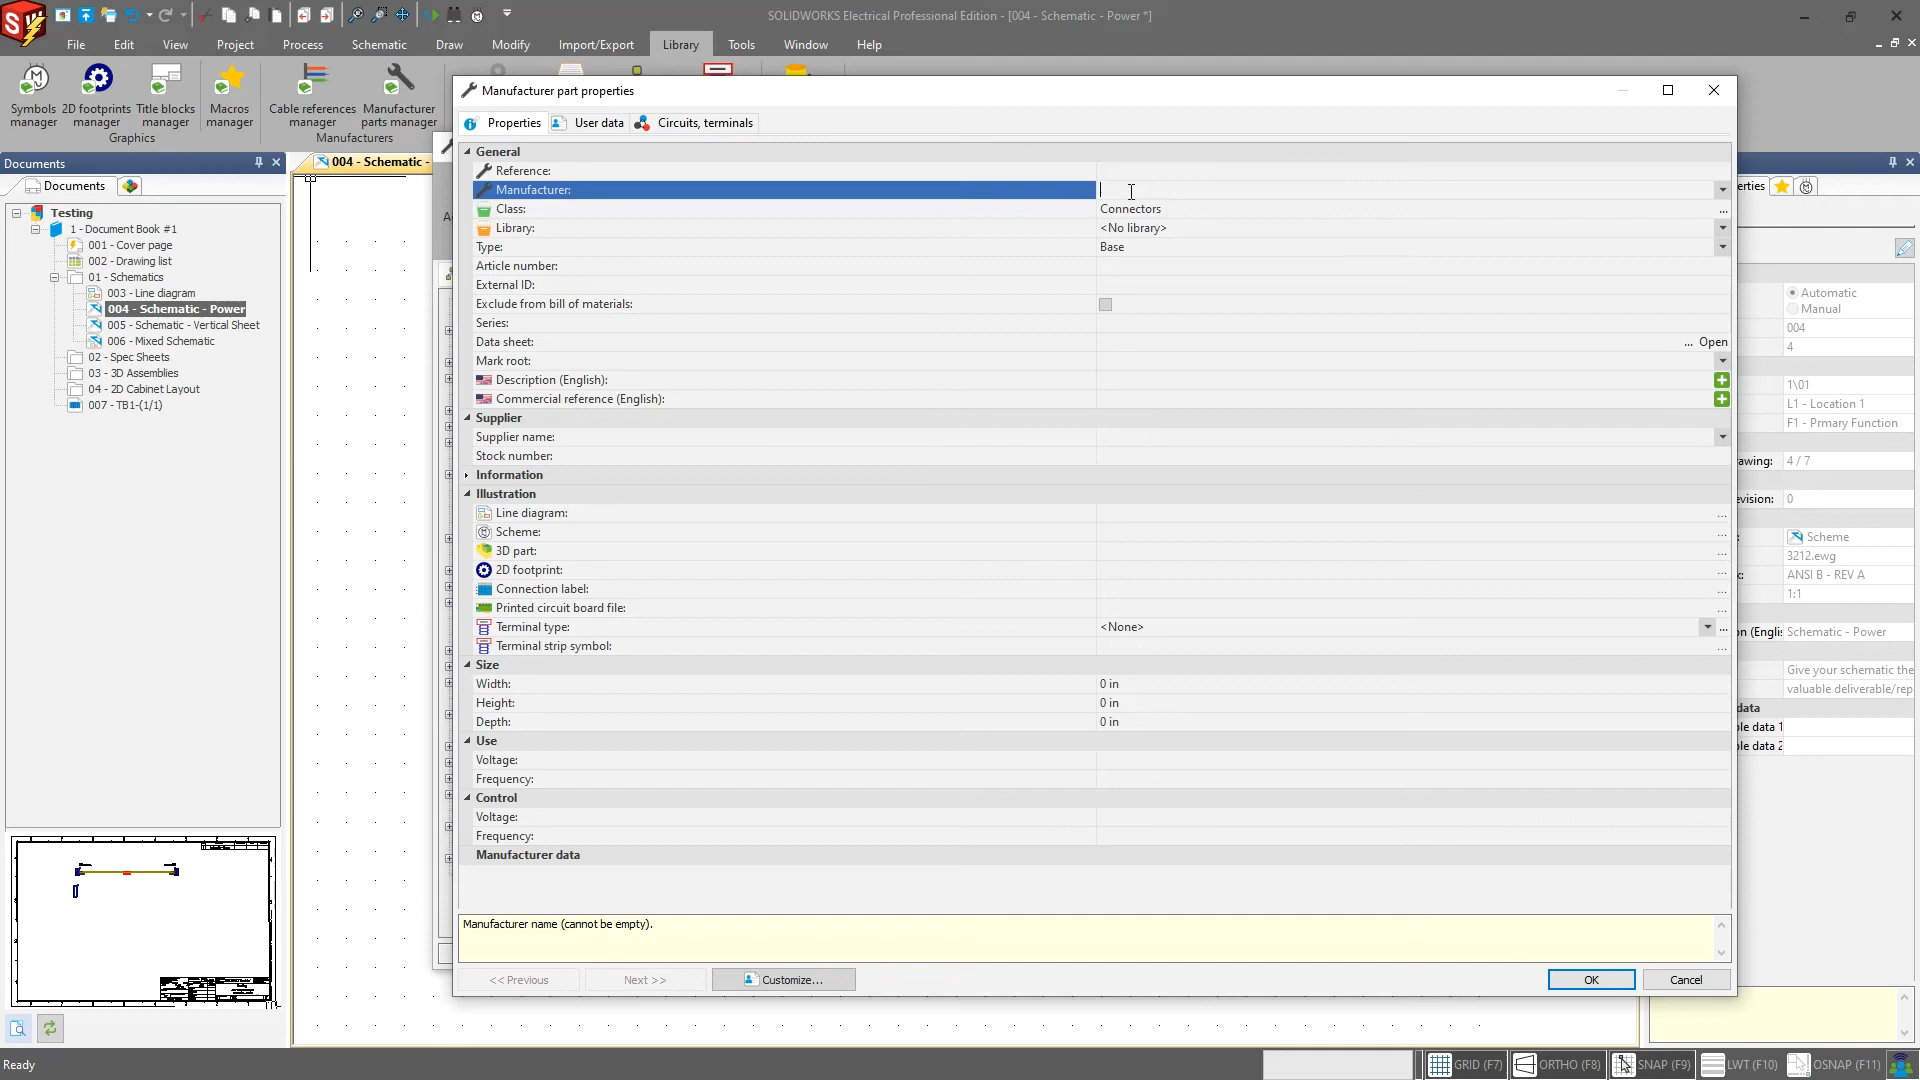 SOLIDWORKS Electrical Professional Edition - [004 - Schematic - Power *]
File Edit View Project Process Schematic Draw Modify Import/Export Library Tools Window Help
Symbols manager
2D footprints manager
Title blocks manager
Macros manager
Cable references manager
Manufacturer parts manager
Graphics
Manufacturers
Documents
Documents
Testing
1 - Document Book #1
001 - Cover page
002 - Drawing list
01 - Schematics
003 - Line diagram
004 - Schematic - Power
005 - Schematic - Vertical Sheet
006 - Mixed Schematic
02 - Spec Sheets
03 - 3D Assemblies
04 - 2D Cabinet Layout
007 - TB1-(1/1)
004 - Schematic -
Manufacturer part properties
Properties User data Circuits, terminals
General
Reference:
Manufacturer:
Class: Connectors ...
Library: <No library>
Type: Base
Article number:
External ID:
Exclude from bill of materials:
Series:
Data sheet: ... Open
Mark root:
Description (English):
Commercial reference (English):
Supplier
Supplier name:
Stock number:
Information
Illustration
Line diagram: ...
Scheme: ...
3D part: ...
2D footprint: ...
Connection label: ...
Printed circuit board file: ...
Terminal type: <None> ...
Terminal strip symbol: ...
Size
Width: 0 in
Height: 0 in
Depth: 0 in
Use
Voltage:
Frequency:
Control
Voltage:
Frequency:
Manufacturer data
Manufacturer name (cannot be empty).
<< Previous Next >> Customize... OK Cancel
erties
Automatic
Manual
004
4
1\01
L1 - Location 1
F1 - Prmary Function
awing: 4 / 7
evision: 0
Scheme
3212.ewg
ANSI B - REV A
1:1
on (Englis Schematic - Power
Give your schematic the
valuable deliverable/rep
data
ble data 1
ble data 2
Ready
GRID (F7) ORTHO (F8) SNAP (F9) LWT (F10) OSNAP (F11)